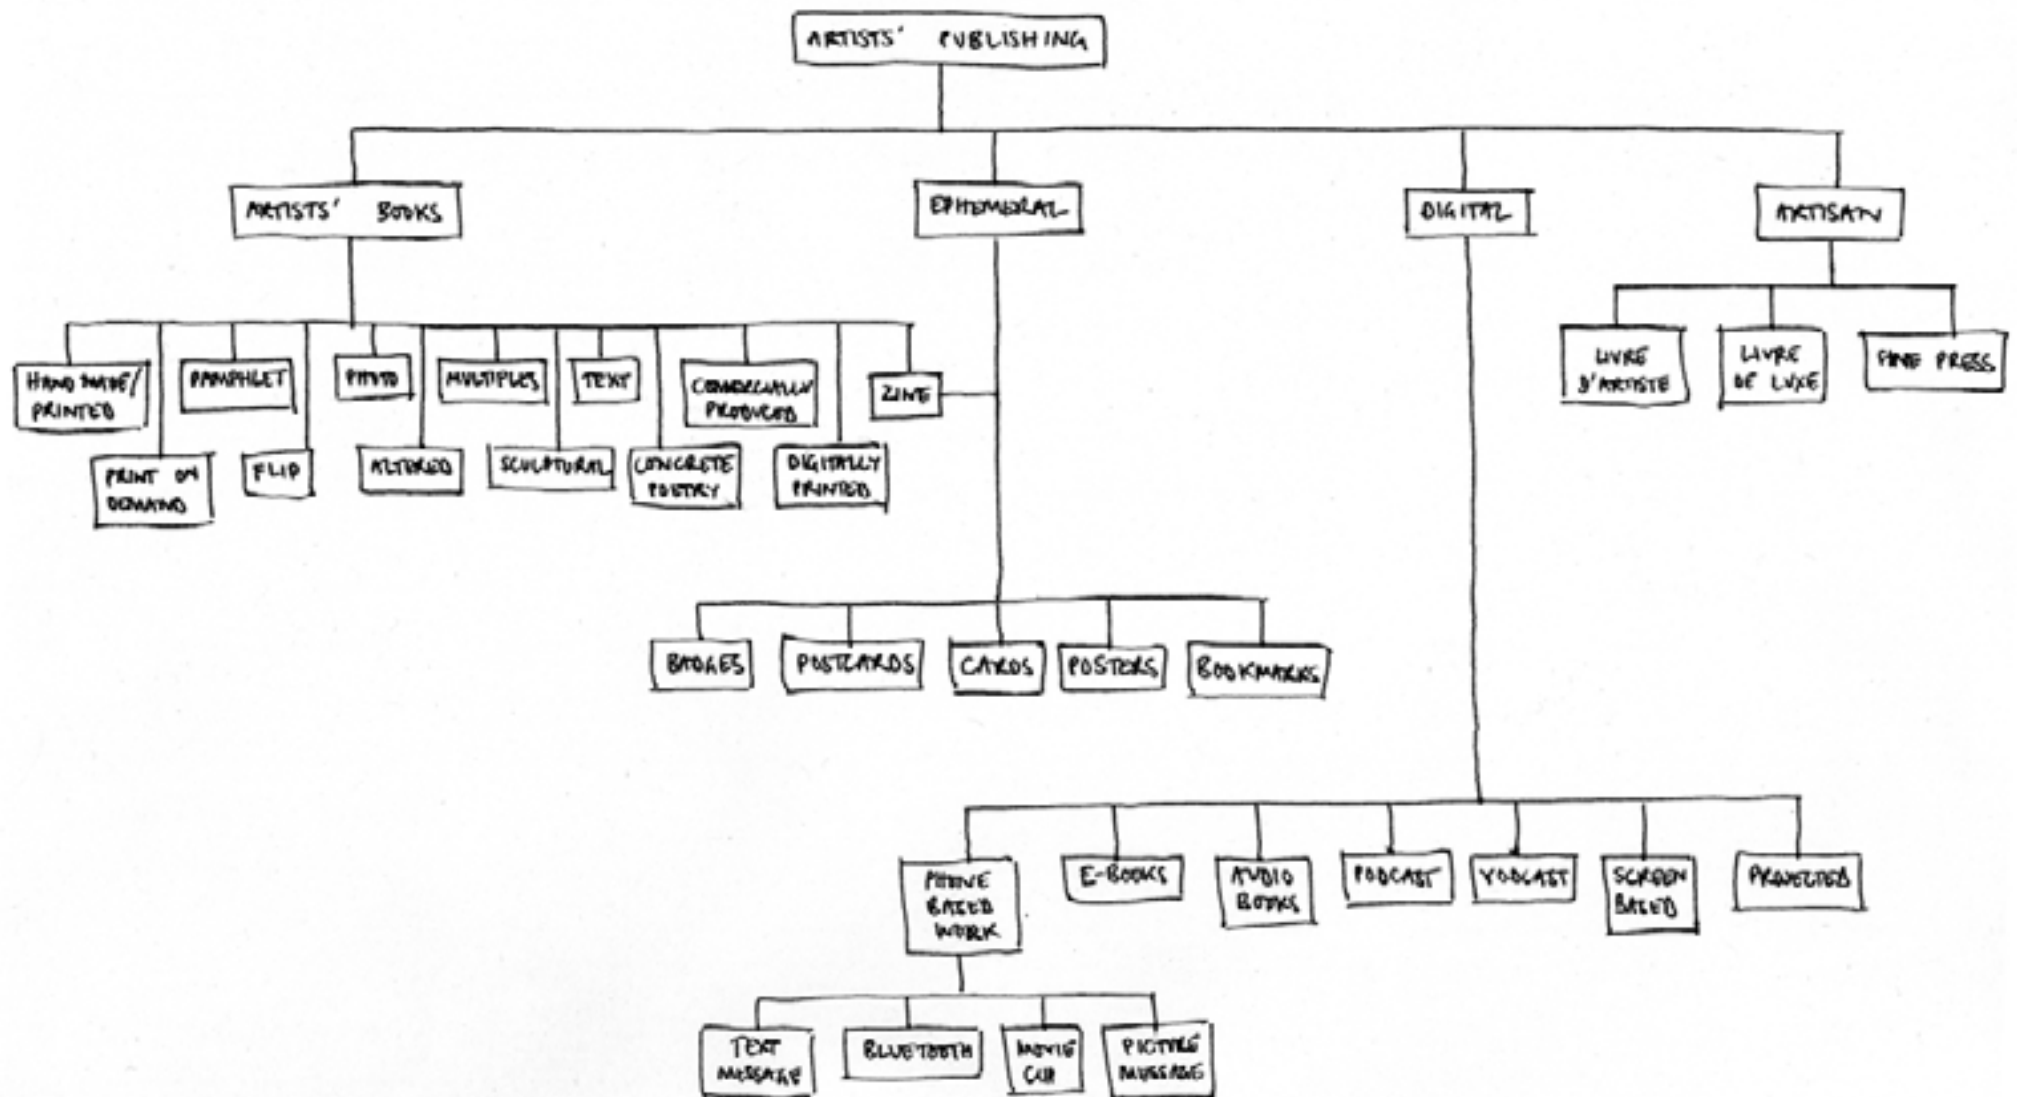 ARTISTS' PUBLISHING
ARTISTS' BOOKS
EPHEMERAL
DIGITAL
ARTISAN
HAND MADE/
PRINTED
PRINT ON
DEMAND
PAMPHLET
FLIP
PHOTO
ALTERED
MULTIPLES
SCULPTURAL
TEXT
CONCRETE
POETRY
COMMERCIALLY
PRODUCED
DIGITALLY
PRINTED
ZINE
LIVRE
D'ARTISTE
LIVRE
DE LUXE
FINE PRESS
BADGES
POSTCARDS
CARDS
POSTERS
BOOKMARKS
PHONE
BASED
WORK
E-BOOKS
AUDIO
BOOKS
PODCAST
VODCAST
SCREEN
BASED
PROJECTED
TEXT
MESSAGE
BLUETOOTH
MOVIE
CLIP
PICTURE
MESSAGE